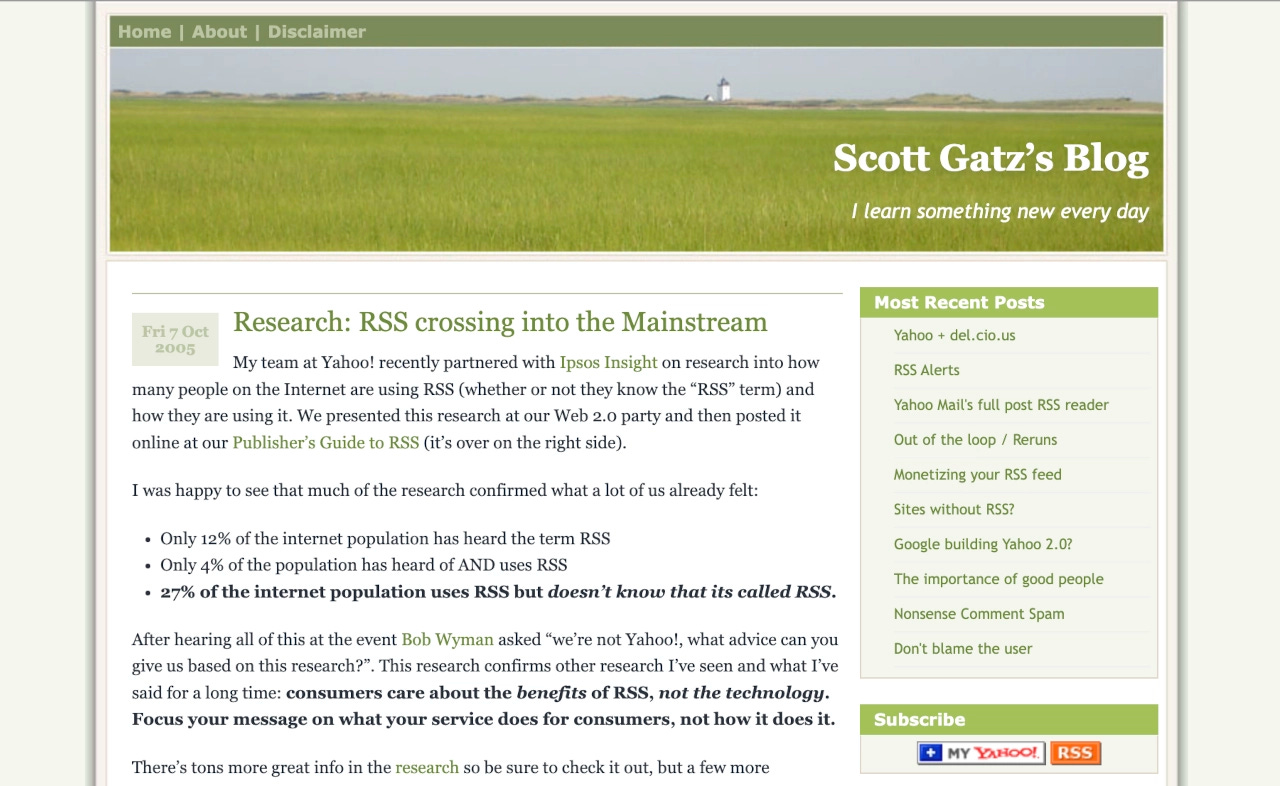 Home | About | Disclaimer
Scott Gatz’s Blog
I learn something new every day
Fri 7 Oct
2005
Research: RSS crossing into the Mainstream
My team at Yahoo! recently partnered with Ipsos Insight on research into how
many people on the Internet are using RSS (whether or not they know the “RSS” term) and
how they are using it. We presented this research at our Web 2.0 party and then posted it
online at our Publisher’s Guide to RSS (it’s over on the right side).
I was happy to see that much of the research confirmed what a lot of us already felt:
• Only 12% of the internet population has heard the term RSS
• Only 4% of the population has heard of AND uses RSS
• 27% of the internet population uses RSS but doesn’t know that its called RSS.
After hearing all of this at the event Bob Wyman asked “we’re not Yahoo!, what advice can you
give us based on this research?”. This research confirms other research I’ve seen and what I’ve
said for a long time: consumers care about the benefits of RSS, not the technology.
Focus your message on what your service does for consumers, not how it does it.
There’s tons more great info in the research so be sure to check it out, but a few more
Most Recent Posts
Yahoo + del.cio.us
RSS Alerts
Yahoo Mail's full post RSS reader
Out of the loop / Reruns
Monetizing your RSS feed
Sites without RSS?
Google building Yahoo 2.0?
The importance of good people
Nonsense Comment Spam
Don't blame the user
Subscribe
+ MY YAHOO! RSS